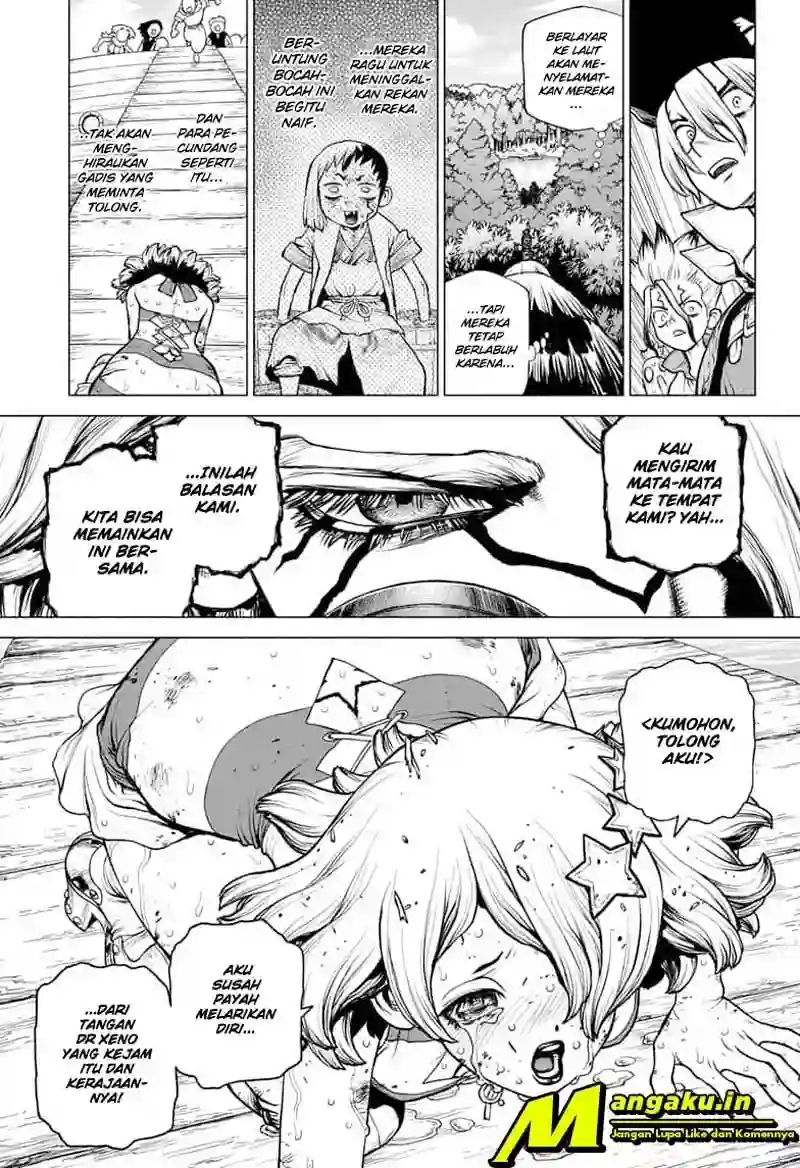 BERLAYAR
KE LAUT
AKAN ME-
NYELAMAT-
KAN MEREKA
...
...TAPI
MEREKA
TETAP
BERLABUH
KARENA...
...MEREKA
RAGU UNTUK
MENINGGAL-
KAN REKAN
MEREKA.
BER-
UNTUNG
BOCAH-
BOCAH INI
BEGITU
NAIF.
DAN
PARA PE-
CUNDANG
SEPERTI
ITU...
..TAK AKAN
MENG-
HIRAUKAN
GADIS YANG
MEMINTA
TOLONG.
KAU
MENGIRIM
MATA-MATA
KE TEMPAT
KAMI? YAH...
...INILAH
BALASAN
KAMI.
KITA BISA
MEMAINKAN
INI BER-
SAMA.
<KUMOHON,
TOLONG
AKU!>
AKU
SUSAH
PAYAH
MELARIKAN
DIRI...
...DARI
TANGAN
DR XENO
YANG KEJAM
ITU DAN
KERAJAAN-
NYA!
Mangaku.in
Jangan Lupa Like dan Komennya